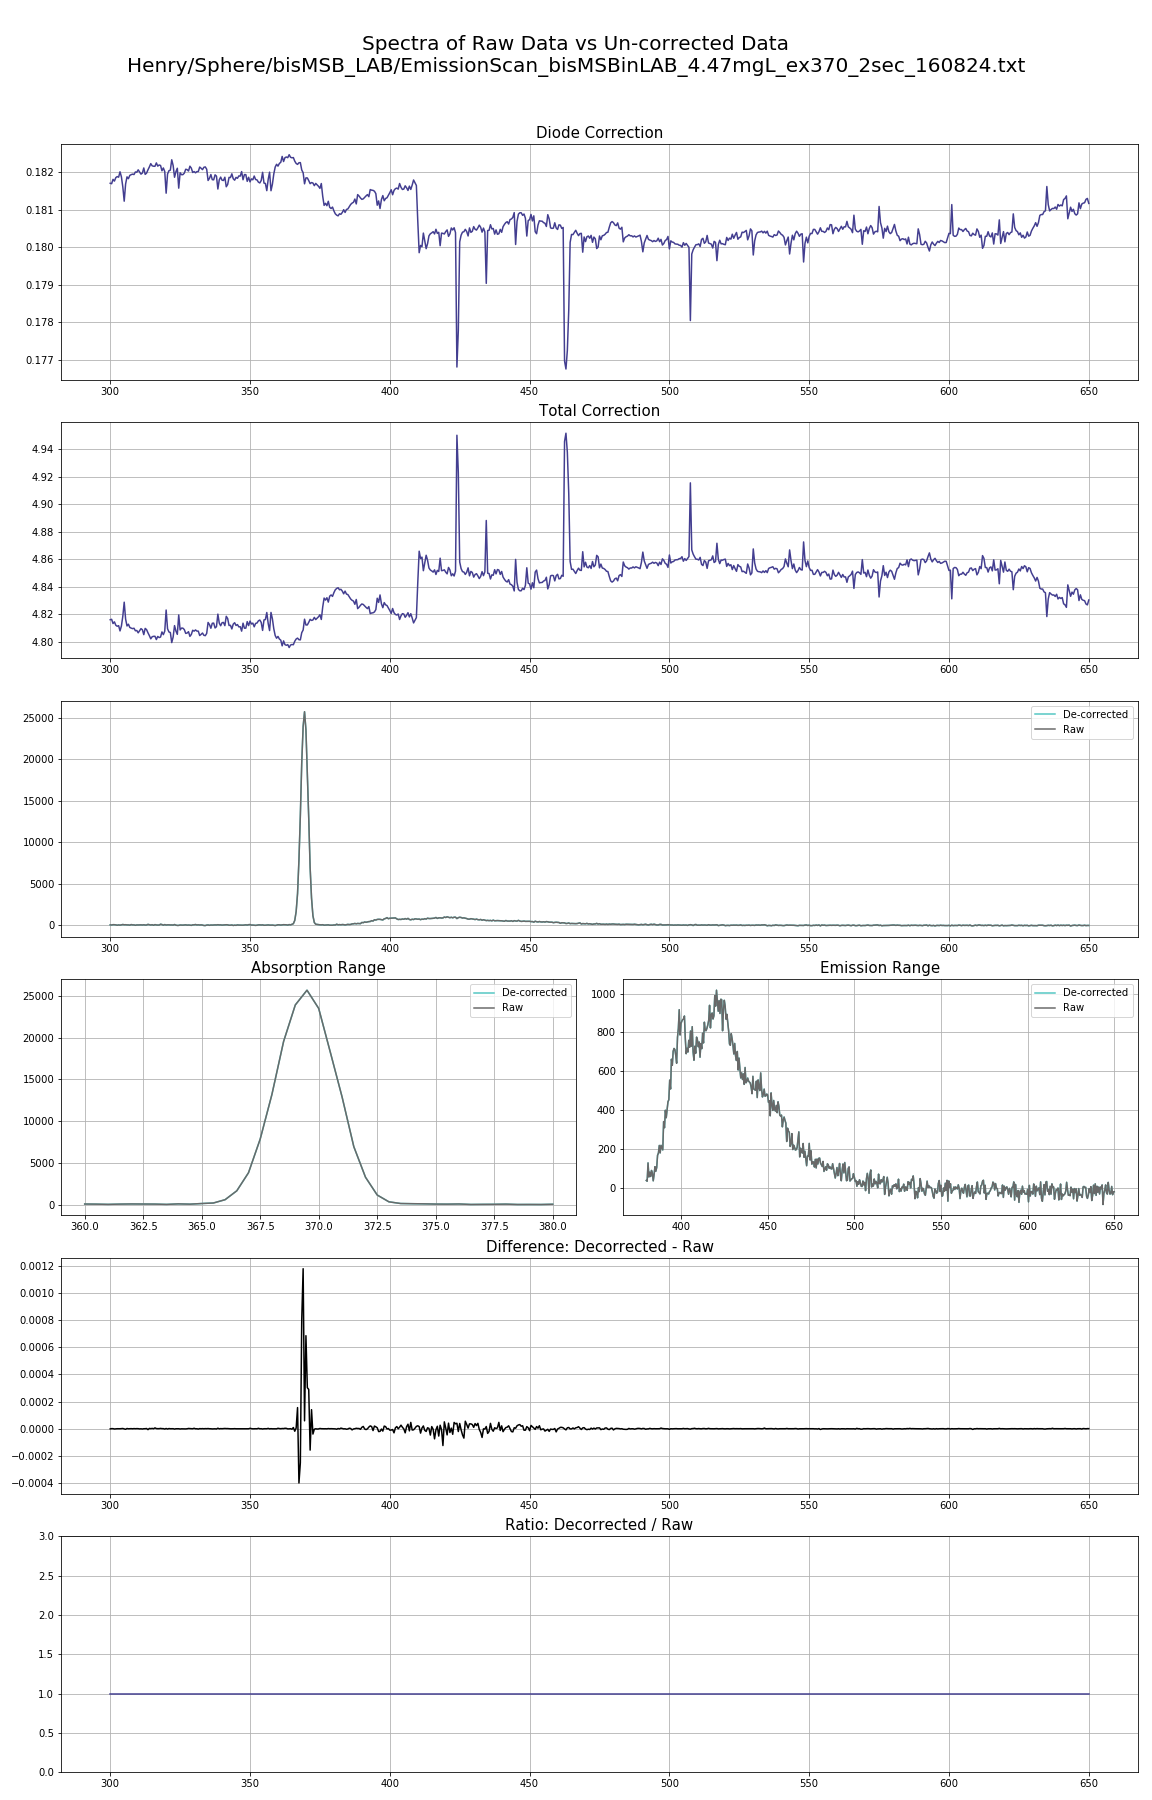 Spectra of Raw Data vs Un-corrected Data
Henry/Sphere/bisMSB_LAB/EmissionScan_bisMSBinLAB_4.47mgL_ex370_2sec_160824.txt
Diode Correction
0.182
0.181
0.180
0.179
0.178
0.177
300 350 400 450 500 550 600 650
Total Correction
4.94
4.92
4.90
4.88
4.86
4.84
4.82
4.80
300 350 400 450 500 550 600 650
De-corrected
Raw
25000
20000
15000
10000
5000
0
300 350 400 450 500 550 600 650
Absorption Range
De-corrected
Raw
25000
20000
15000
10000
5000
0
360.0 362.5 365.0 367.5 370.0 372.5 375.0 377.5 380.0
Emission Range
De-corrected
Raw
1000
800
600
400
200
0
400 450 500 550 600 650
Difference: Decorrected - Raw
0.0012
0.0010
0.0008
0.0006
0.0004
0.0002
0.0000
−0.0002
−0.0004
300 350 400 450 500 550 600 650
Ratio: Decorrected / Raw
3.0
2.5
2.0
1.5
1.0
0.5
0.0
300 350 400 450 500 550 600 650